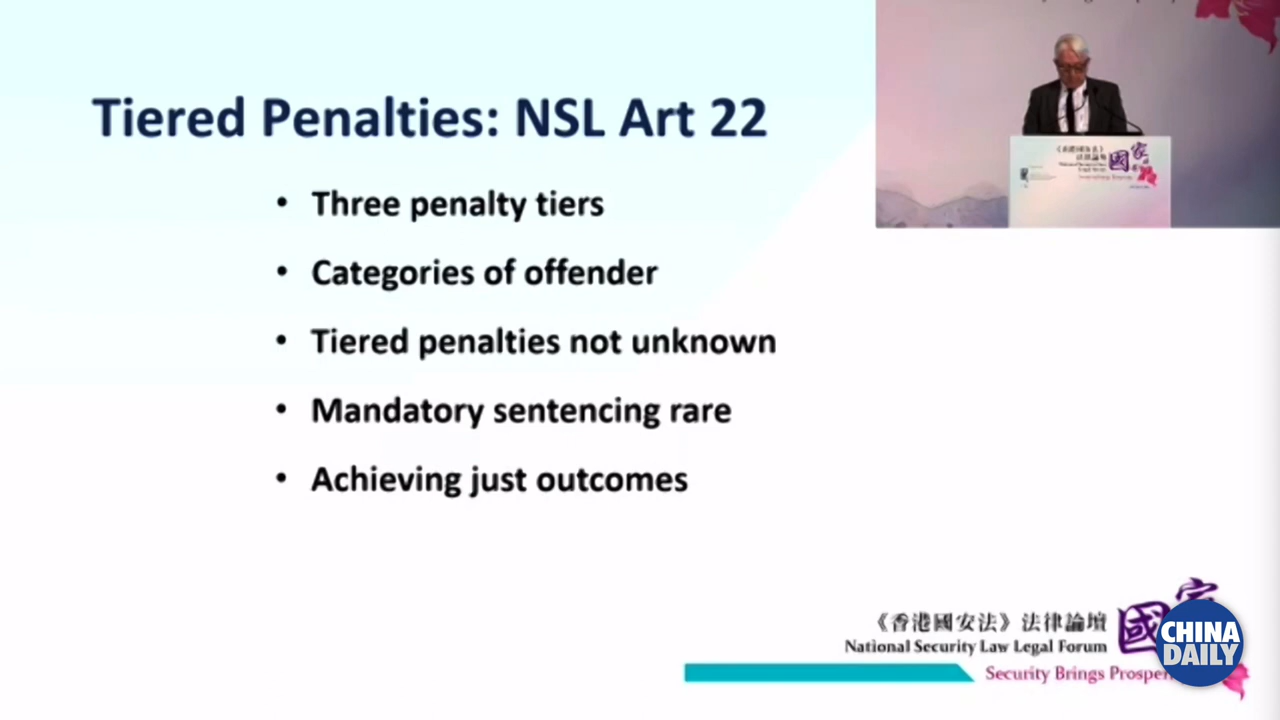 Tiered Penalties: NSL Art 22
• Three penalty tiers
• Categories of offender
• Tiered penalties not unknown
• Mandatory sentencing rare
• Achieving just outcomes
《香港國安法》法律論壇
National Security Law Legal Forum
Security Brings
國家
CHINA
DAILY